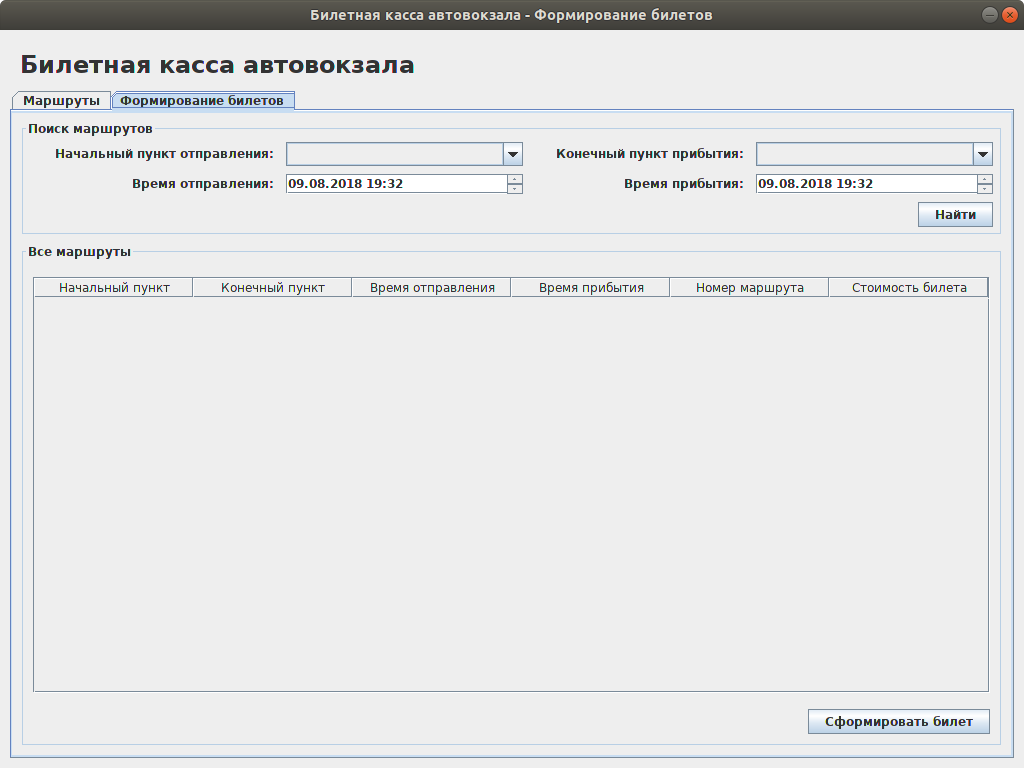 Билетная касса автовокзала - Формирование билетов
Билетная касса автовокзала
Маршруты Формирование билетов
Поиск маршрутов
Начальный пункт отправления: Конечный пункт прибытия:
Время отправления: 09.08.2018 19:32 Время прибытия: 09.08.2018 19:32
Найти
Все маршруты
Начальный пункт Конечный пункт Время отправления Время прибытия Номер маршрута Стоимость билета
Сформировать билет